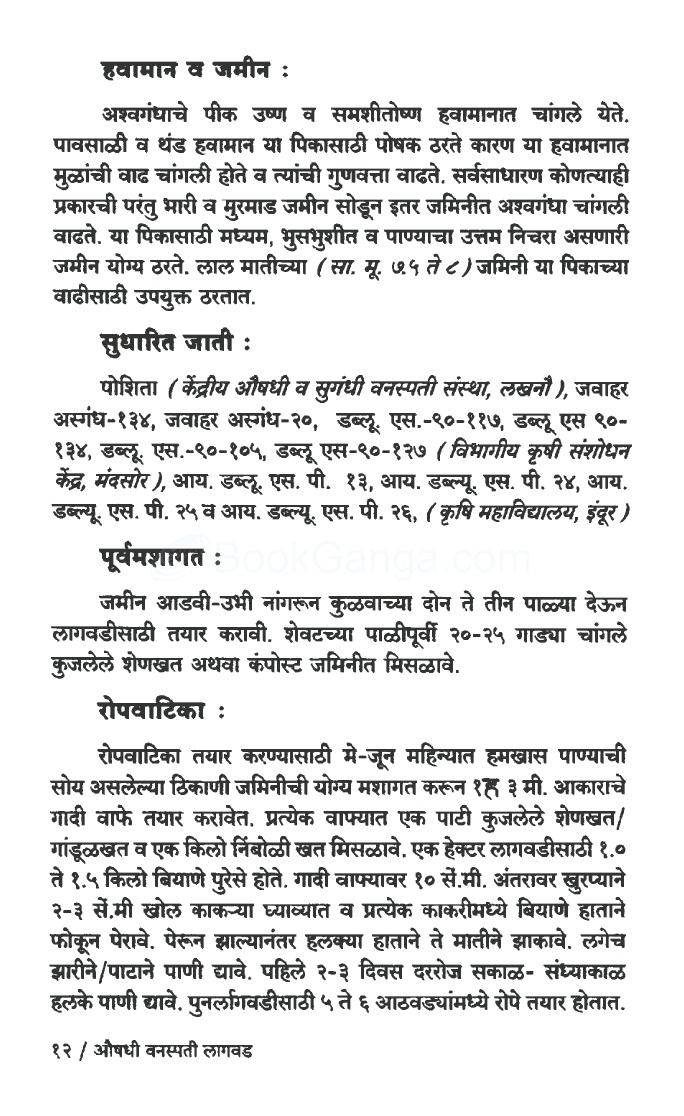 हवामान व जमीन :
अश्वगंधाचे पीक उष्ण व समशीतोष्ण हवामानात चांगले येते.
पावसाळी व थंड हवामान या पिकासाठी पोषक ठरते कारण या हवामानात
मुळांची वाढ चांगली होते व त्यांची गुणवत्ता वाढते. सर्वसाधारण कोणत्याही
प्रकारची परंतु भारी व मुरमाड जमीन सोडून इतर जमिनीत अश्वगंधा चांगली
वाढते. या पिकासाठी मध्यम, भुसभुशीत व पाण्याचा उत्तम निचरा असणारी
जमीन योग्य ठरते. लाल मातीच्या ( सा. मू. ७.५ ते ८ ) जमिनी या पिकाच्या
वाढीसाठी उपयुक्त ठरतात.
सुधारित जाती :
पोशिता ( केंद्रीय औषधी व सुगंधी वनस्पती संस्था, लखनौ ), जवाहर
अस्गंध-१३४, जवाहर अस्गंध-२०, डब्लू. एस.-९०-११७, डब्लू एस ९०-
१३४, डब्लू. एस.-९०-१०५, डब्लू एस-९०-१२७ ( विभागीय कृषी संशोधन
केंद्र, मंदसोर ), आय. डब्लू. एस. पी. १३, आय. डब्ल्यू. एस. पी. २४, आय.
डब्ल्यू. एस. पी. २५ व आय. डब्ल्यू. एस. पी. २६, ( कृषि महाविद्यालय, इंदूर )
पूर्वमशागत :
BookGanga.com
जमीन आडवी-उभी नांगरून कुळवाच्या दोन ते तीन पाळ्या देऊन
लागवडीसाठी तयार करावी. शेवटच्या पाळीपूर्वी २०-२५ गाड्या चांगले
कुजलेले शेणखत अथवा कंपोस्ट जमिनीत मिसळावे.
रोपवाटिका :
रोपवाटिका तयार करण्यासाठी मे-जून महिन्यात हमखास पाण्याची
सोय असलेल्या ठिकाणी जमिनीची योग्य मशागत करून १ ३ मी. आकाराचे
गादी वाफे तयार करावेत. प्रत्येक वाफ्यात एक पाटी कुजलेले शेणखत/
गांडूळखत व एक किलो निंबोळी खत मिसळावे. एक हेक्टर लागवडीसाठी १.०
ते १.५ किलो बियाणे पुरेसे होते. गादी वाफ्यावर १० सें.मी. अंतरावर खुरप्याने
२-३ सें.मी खोल काकऱ्या घ्याव्यात व प्रत्येक काकरीमध्ये बियाणे हाताने
फोकून पेरावे. पेरून झाल्यानंतर हलक्या हाताने ते मातीने झाकावे. लगेच
झारीने/पाटाने पाणी द्यावे. पहिले २-३ दिवस दररोज सकाळ- संध्याकाळ
हलके पाणी द्यावे. पुनर्लागवडीसाठी ५ ते ६ आठवड्यांमध्ये रोपे तयार होतात.
१२ / औषधी वनस्पती लागवड